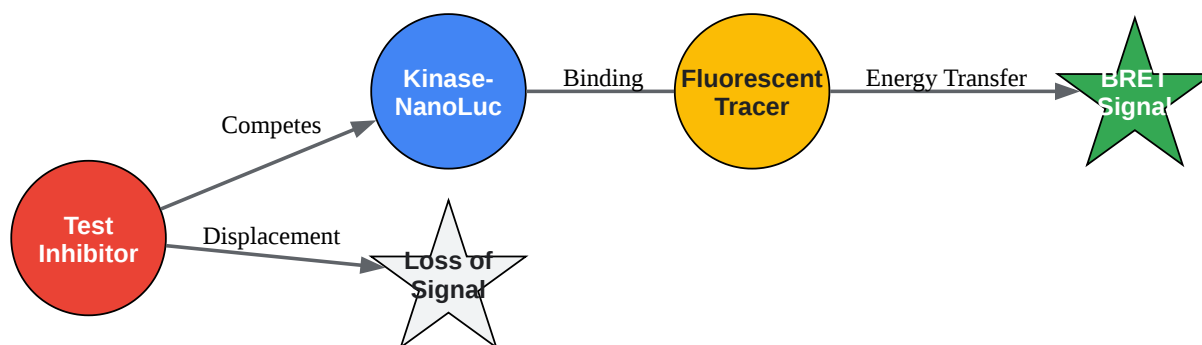 Kinase-
NanoLuc
Binding
Fluorescent
Tracer
Energy Transfer
BRET
Signal
Competes
Test
Inhibitor
Displacement
Loss of
Signal